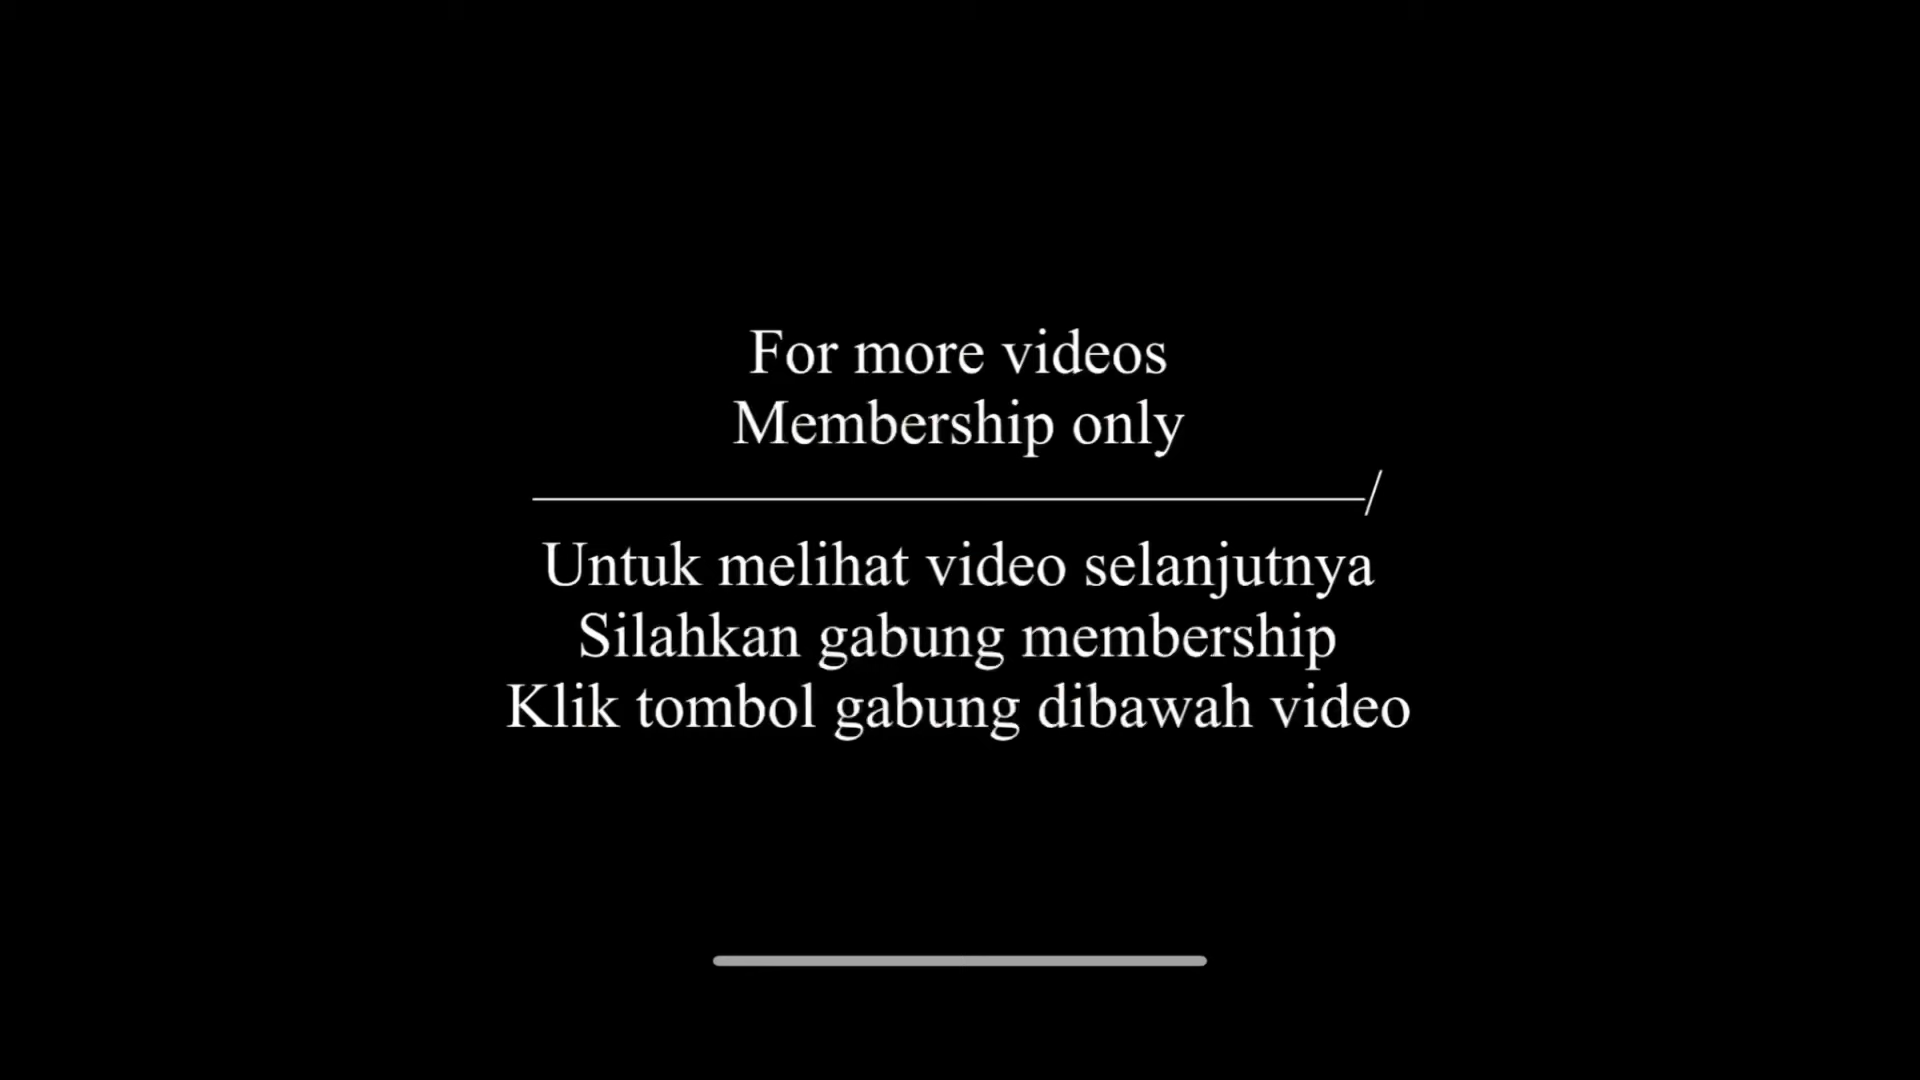 For more videos
Membership only
————————————————/
Untuk melihat video selanjutnya
Silahkan gabung membership
Klik tombol gabung dibawah video